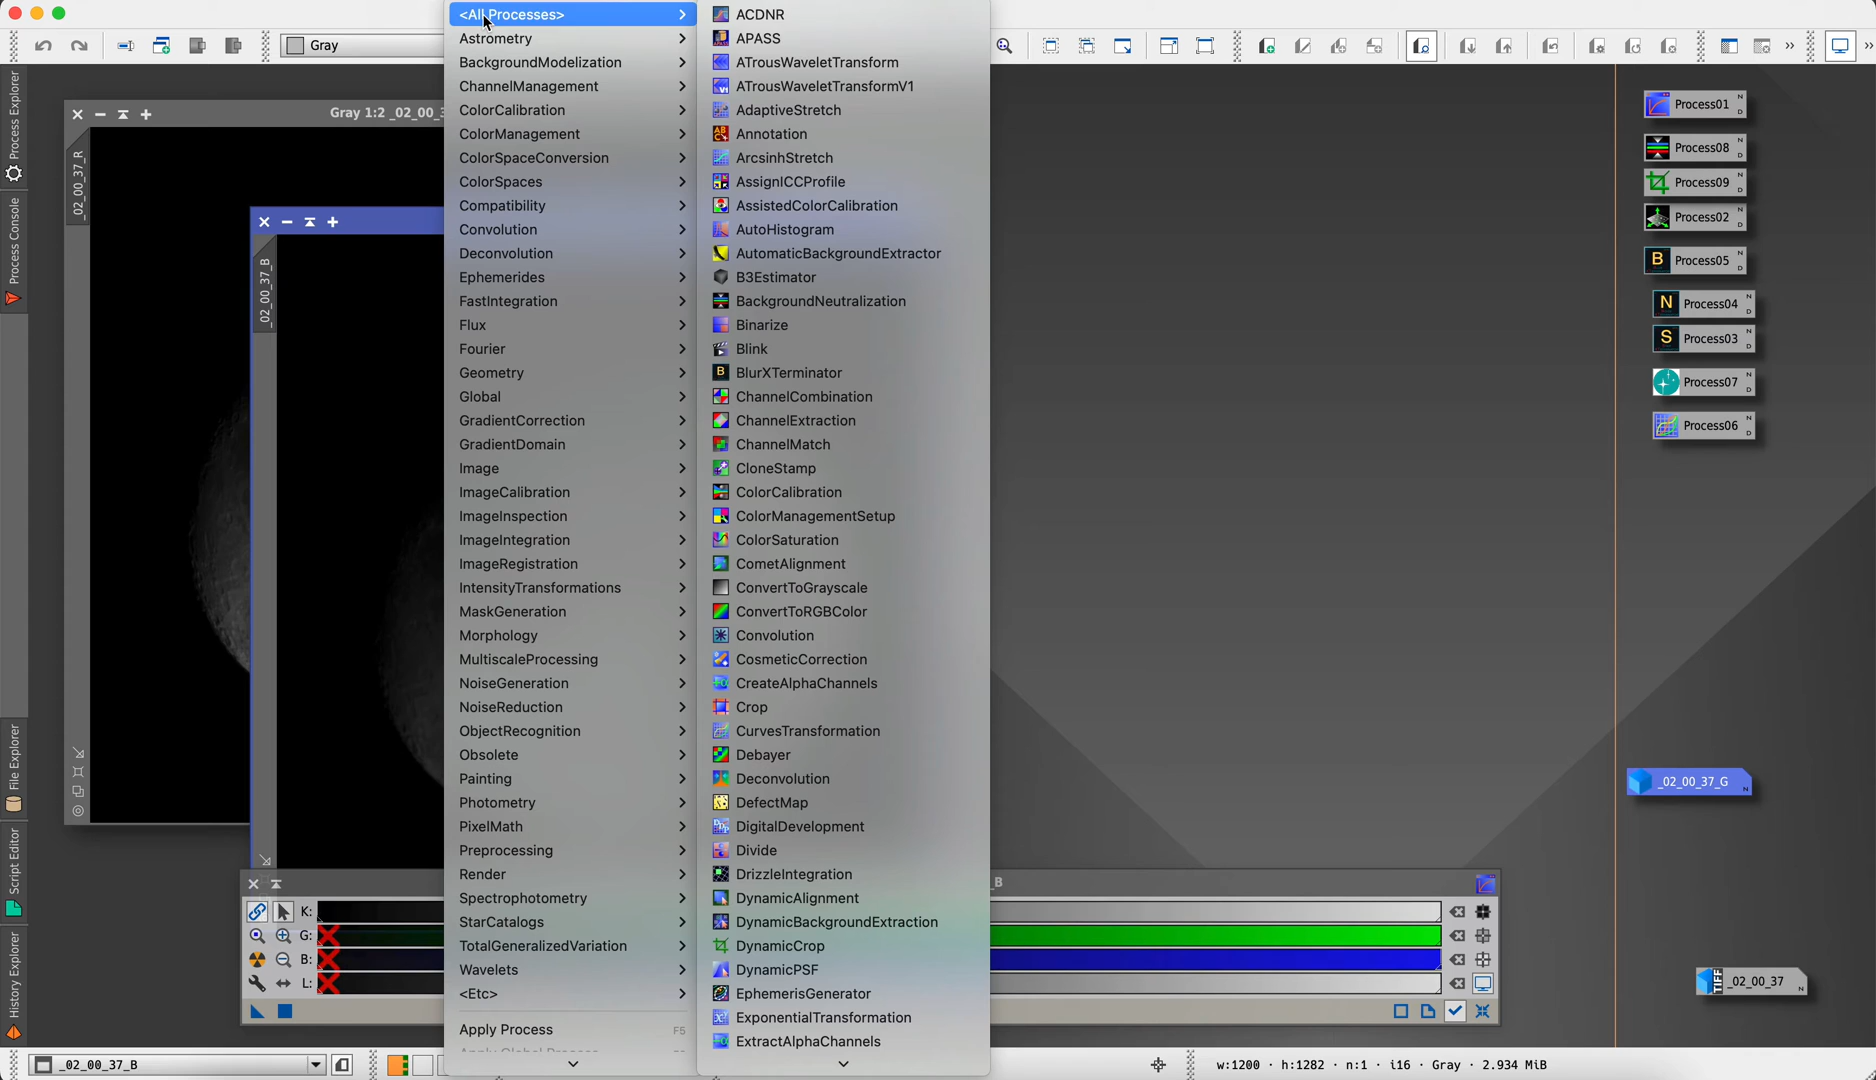 Gray
<All Processes>
Astrometry
BackgroundModelization
ChannelManagement
ColorCalibration
ColorManagement
ColorSpaceConversion
ColorSpaces
Compatibility
Convolution
Deconvolution
Ephemerides
FastIntegration
Flux
Fourier
Geometry
Global
GradientCorrection
GradientDomain
Image
ImageCalibration
ImageInspection
ImageIntegration
ImageRegistration
IntensityTransformations
MaskGeneration
Morphology
MultiscaleProcessing
NoiseGeneration
NoiseReduction
ObjectRecognition
Obsolete
Painting
Photometry
PixelMath
Preprocessing
Render
Spectrophotometry
StarCatalogs
TotalGeneralizedVariation
Wavelets
<Etc>
Apply Process F5
ACDNR
APASS
ATrousWaveletTransform
ATrousWaveletTransformV1
AdaptiveStretch
Annotation
ArcsinhStretch
AssignICCProfile
AssistedColorCalibration
AutoHistogram
AutomaticBackgroundExtractor
B3Estimator
BackgroundNeutralization
Binarize
Blink
BlurXTerminator
ChannelCombination
ChannelExtraction
ChannelMatch
CloneStamp
ColorCalibration
ColorManagementSetup
ColorSaturation
CometAlignment
ConvertToGrayscale
ConvertToRGBColor
Convolution
CosmeticCorrection
CreateAlphaChannels
Crop
CurvesTransformation
Debayer
Deconvolution
DefectMap
DigitalDevelopment
Divide
DrizzleIntegration
DynamicAlignment
DynamicBackgroundExtraction
DynamicCrop
DynamicPSF
EphemerisGenerator
ExponentialTransformation
ExtractAlphaChannels
Process Explorer
Process Console
File Explorer
Script Editor
History Explorer
Gray 1:2 _02_00_3
_02_00_37_R
_02_00_37_B
_B
K:
G:
B:
L:
Process01
Process08
Process09
Process02
Process05
Process04
Process03
Process07
Process06
_02_00_37_G
TIFF _02_00_37
_02_00_37_B
w:1200 · h:1282 · n:1 · i16 · Gray · 2.934 MiB